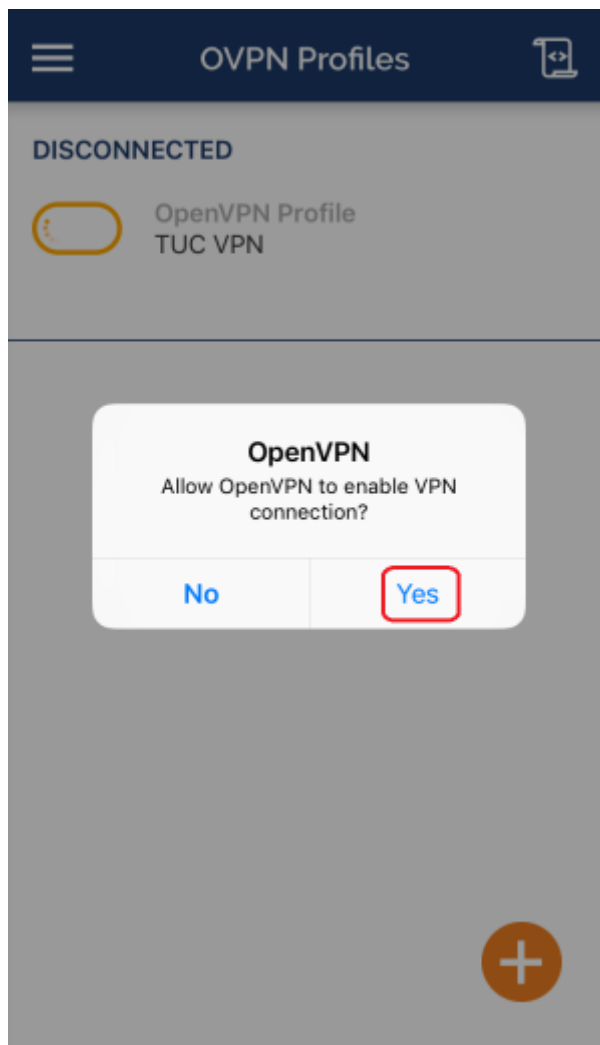 OVPN Profiles
DISCONNECTED
OpenVPN Profile
TUC VPN
OpenVPN
Allow OpenVPN to enable VPN
connection?
No
Yes